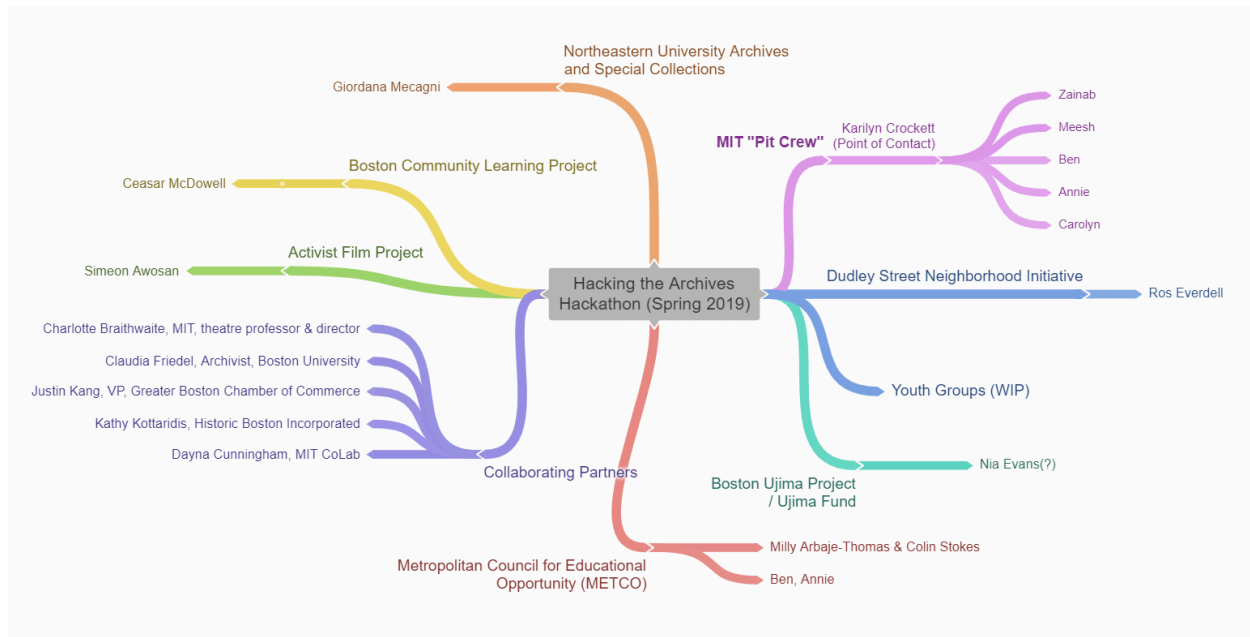 Northeastern University Archives
and Special Collections
Giordana Mecagni
Boston Community Learning Project
Ceasar McDowell
Activist Film Project
Simeon Awosan
Hacking the Archives
Hackathon (Spring 2019)
Charlotte Braithwaite, MIT, theatre professor & director
Claudia Friedel, Archivist, Boston University
Justin Kang, VP, Greater Boston Chamber of Commerce
Kathy Kottaridis, Historic Boston Incorporated
Dayna Cunningham, MIT CoLab
Collaborating Partners
Metropolitan Council for Educational
Opportunity (METCO)
Milly Arbaje-Thomas & Colin Stokes
Ben, Annie
MIT "Pit Crew"
Karilyn Crockett
(Point of Contact)
Zainab
Meesh
Ben
Annie
Carolyn
Dudley Street Neighborhood Initiative
Ros Everdell
Youth Groups (WIP)
Boston Ujima Project
/ Ujima Fund
Nia Evans(?)